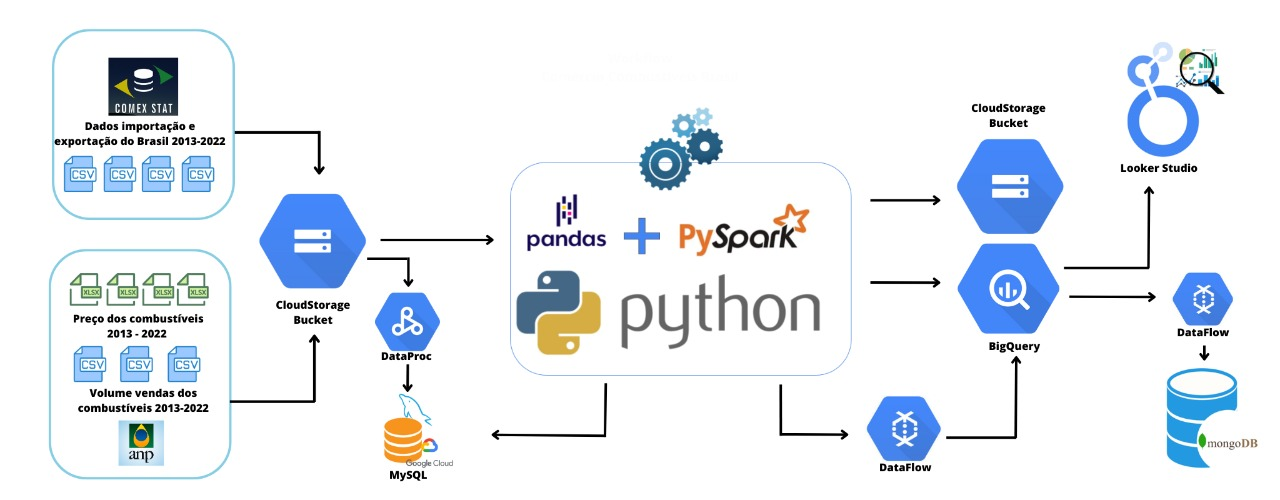 COMEX STAT
Dados importação e
exportação do Brasil 2013-2022
CSV CSV CSV CSV
XLSX XLSX XLSX XLSX
Preço dos combustíveis
2013 - 2022
CSV CSV CSV
Volume vendas dos
combustíveis 2013-2022
anp
CloudStorage
Bucket
DataProc
Google Cloud
MySQL
pandas
PySpark
python
DataFlow
CloudStorage
Bucket
BigQuery
Looker Studio
DataFlow
mongoDB